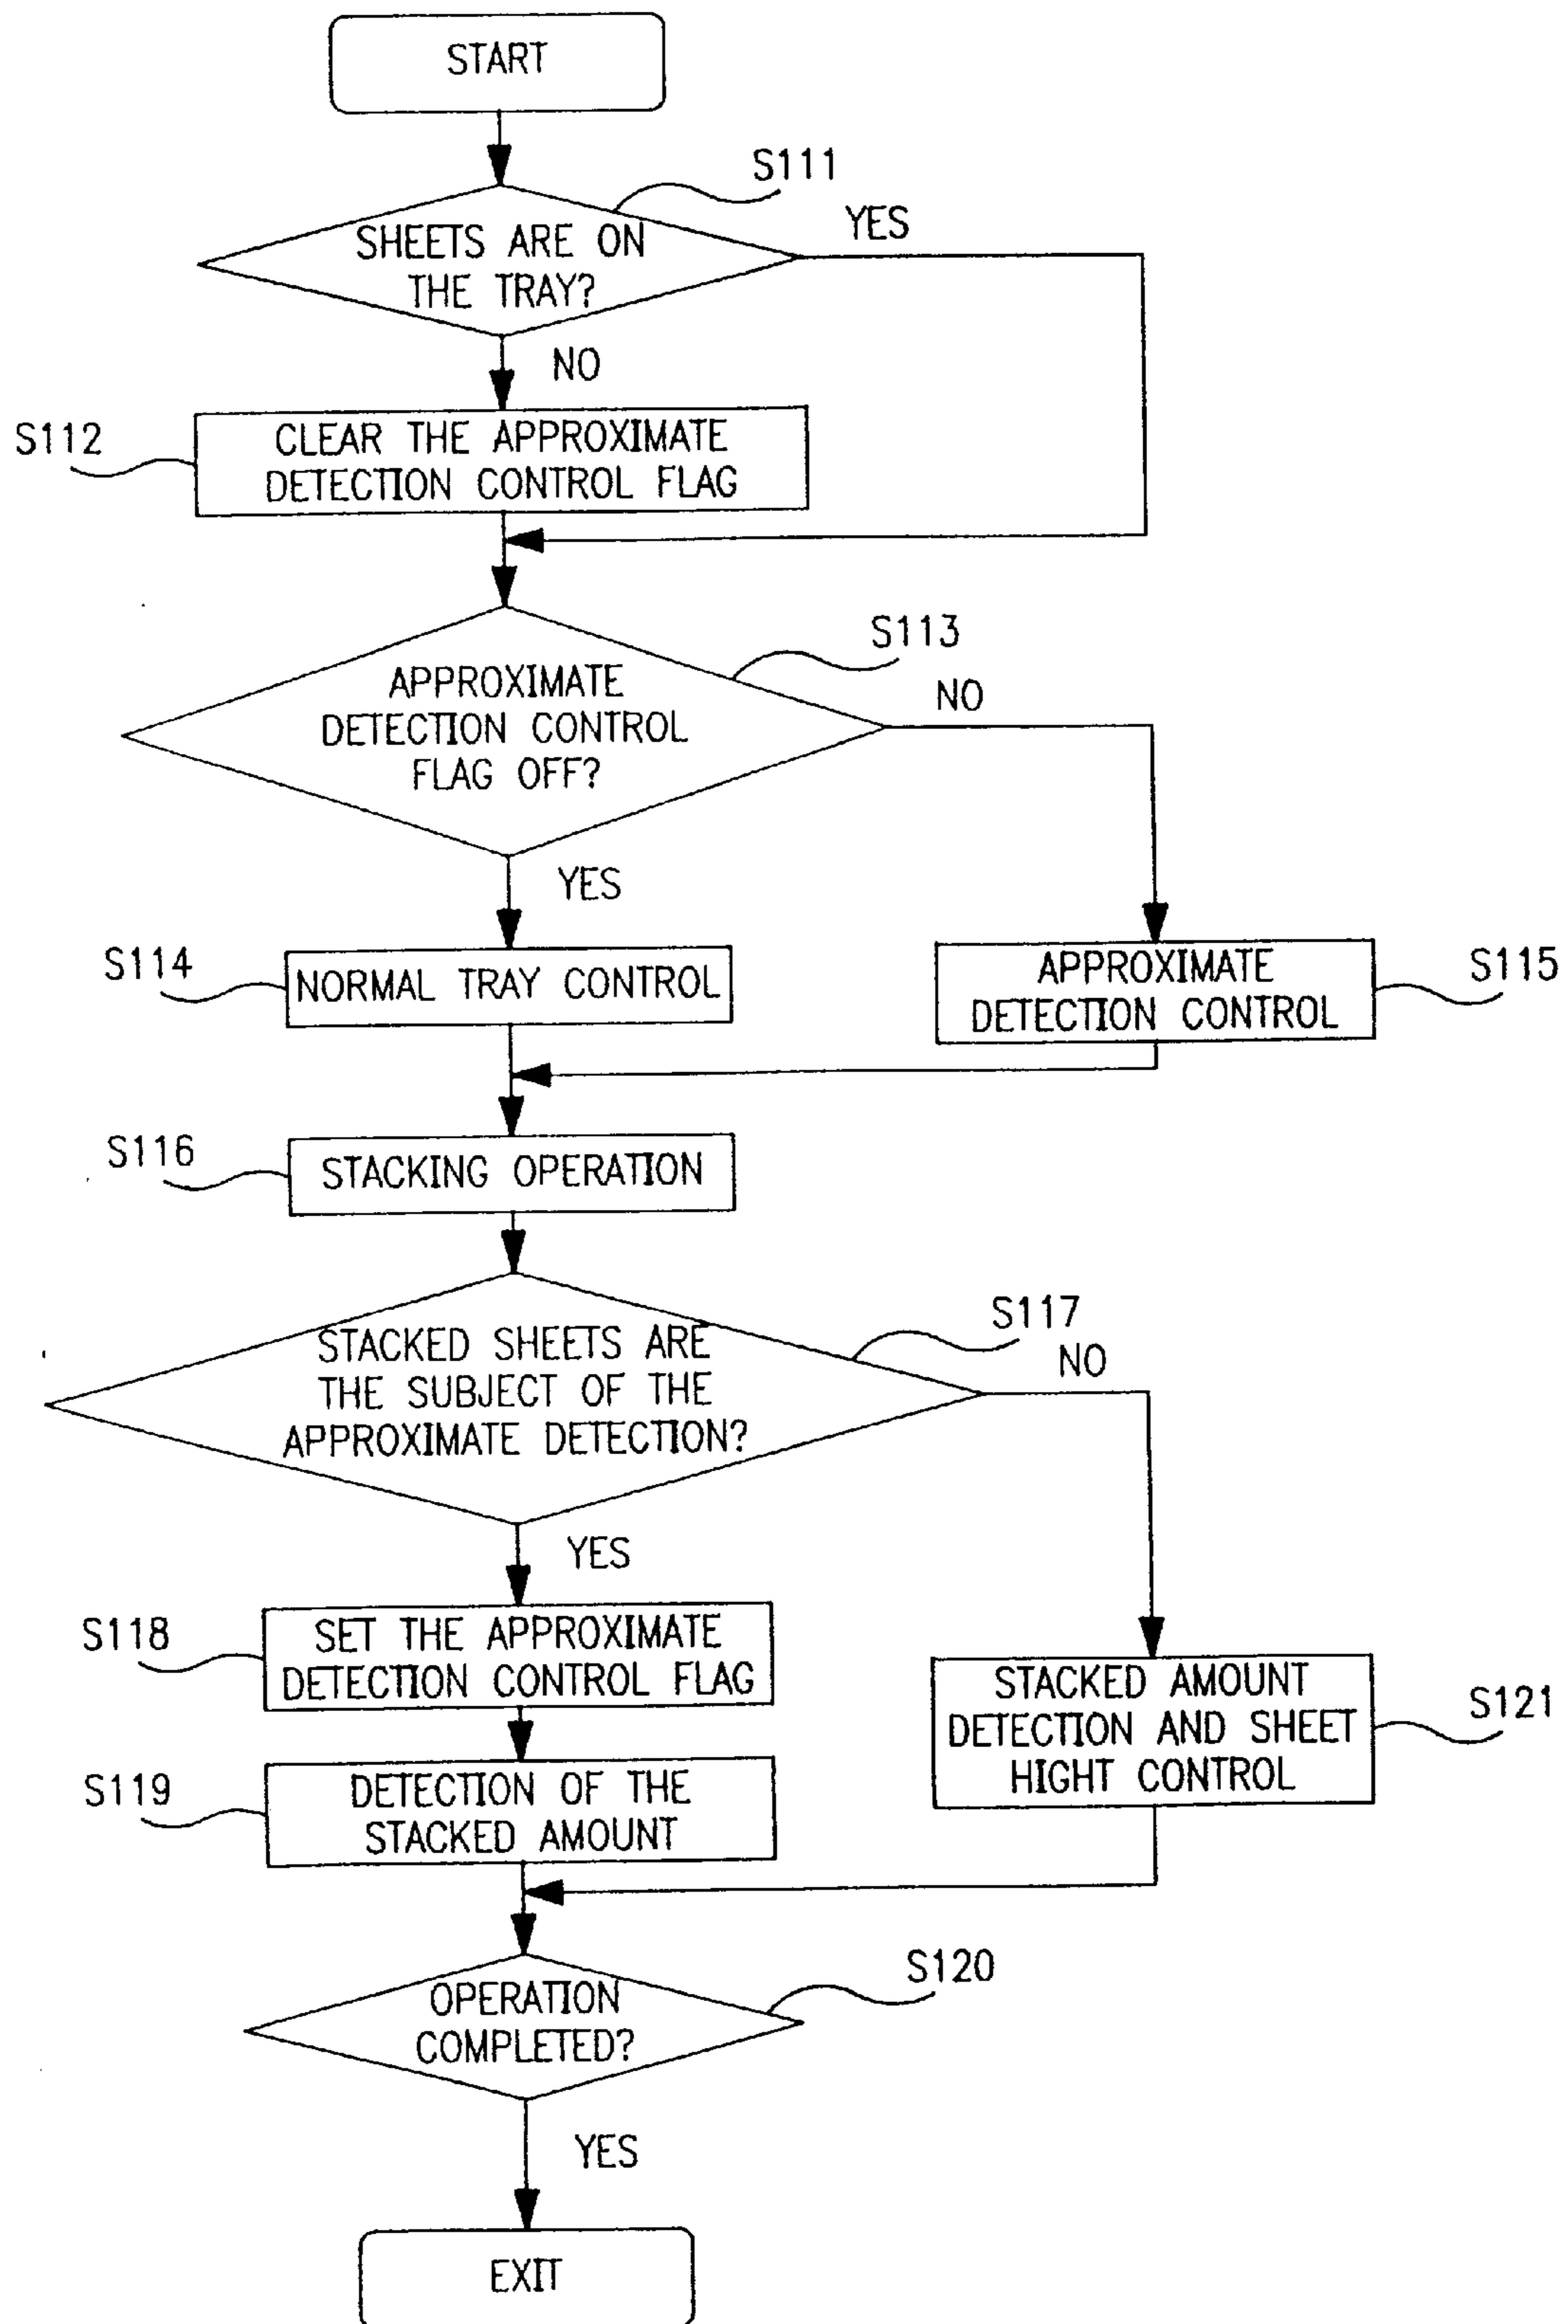 START
S111
YES
SHEETS ARE ON
THE TRAY?
NO
S112
CLEAR THE APPROXIMATE
DETECTION CONTROL FLAG
S113
APPROXIMATE
DETECTION CONTROL
FLAG OFF?
NO
YES
S114
NORMAL TRAY CONTROL
APPROXIMATE
DETECTION CONTROL
S115
S116
STACKING OPERATION
S117
STACKED SHEETS ARE
THE SUBJECT OF THE
APPROXIMATE DETECTION?
NO
YES
S118
SET THE APPROXIMATE
DETECTION CONTROL FLAG
STACKED AMOUNT
DETECTION AND SHEET
HIGHT CONTROL
S121
S119
DETECTION OF THE
STACKED AMOUNT
S120
OPERATION
COMPLETED?
YES
EXIT